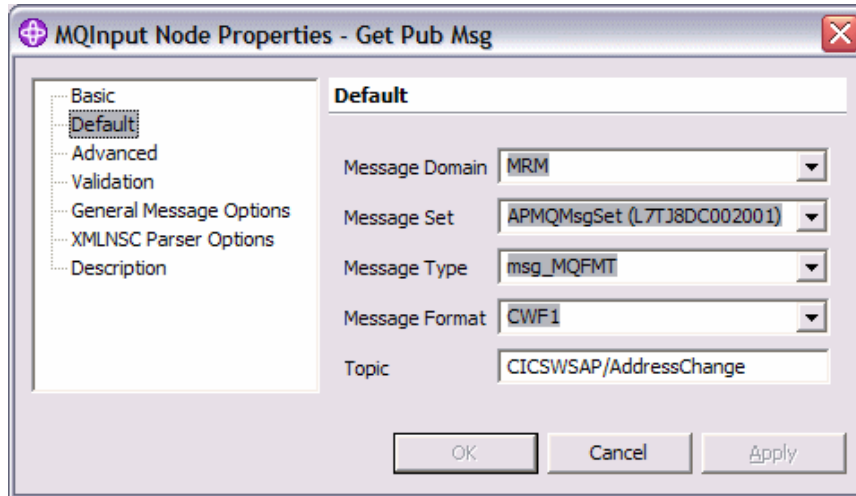 MQInput Node Properties - Get Pub Msg
Basic
Default
Advanced
Validation
General Message Options
XMLNSC Parser Options
Description
Default
Message Domain MRM
Message Set APMQMsgSet (L7TJ8DC002001)
Message Type msg_MQFMT
Message Format CWF1
Topic CICSWSAP/AddressChange
OK Cancel Apply